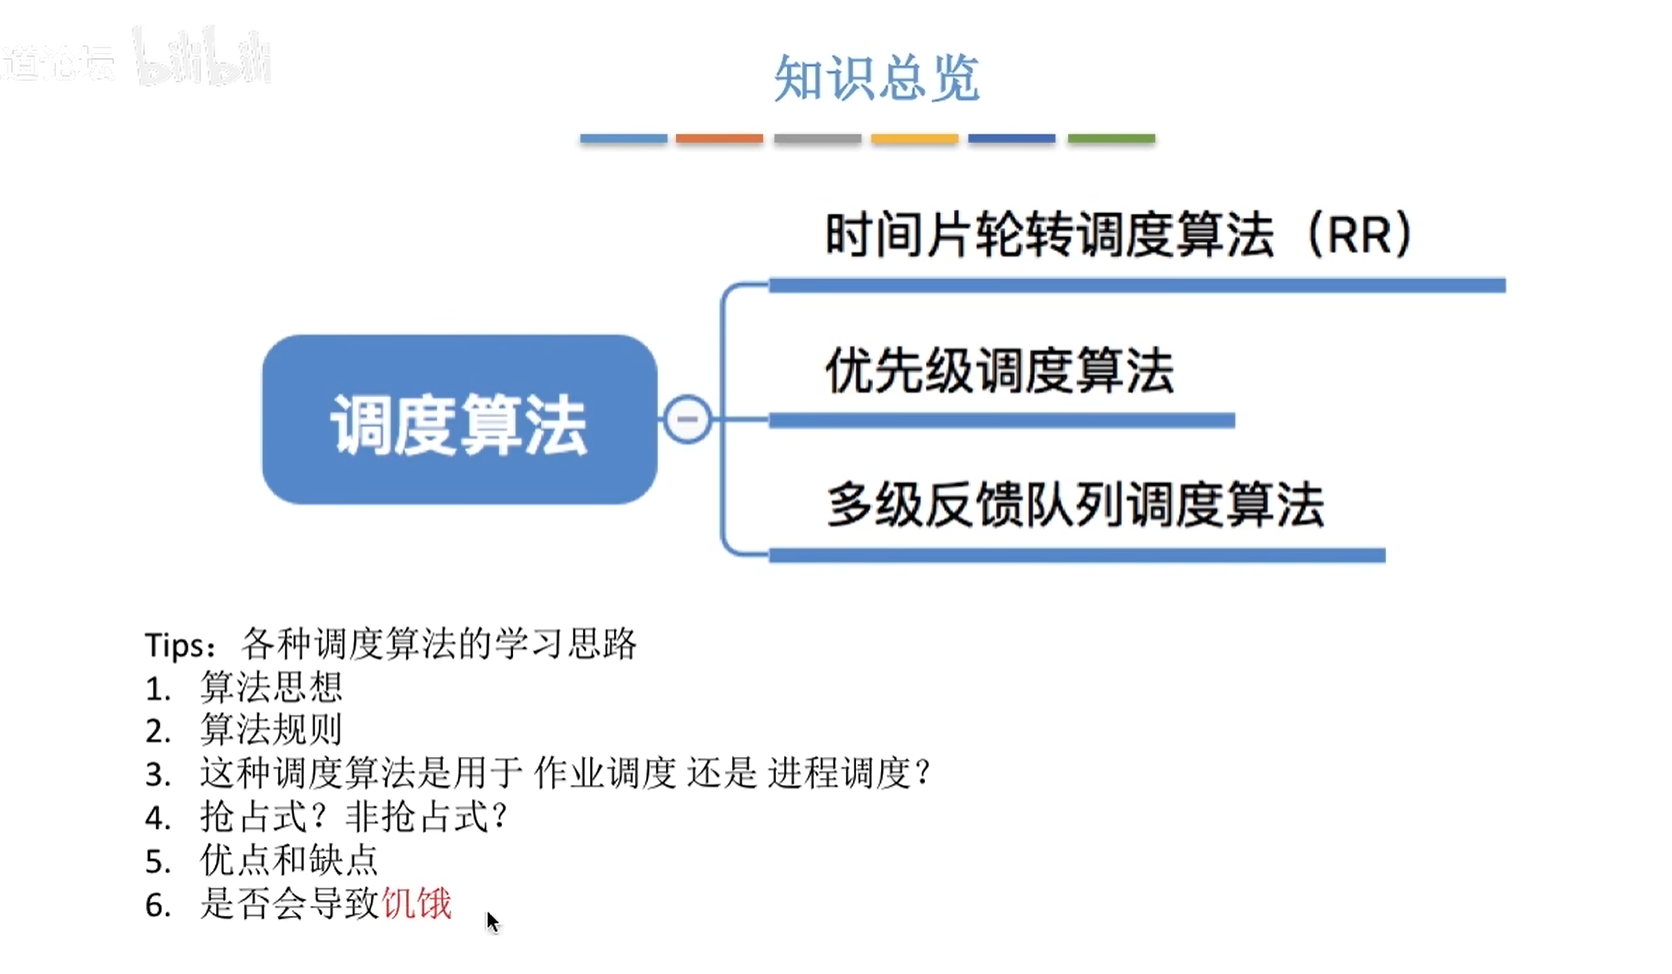 道论坛 bilibili
知识总览
时间片轮转调度算法（RR）
优先级调度算法
调度算法
多级反馈队列调度算法
Tips：各种调度算法的学习思路
1. 算法思想
2. 算法规则
3. 这种调度算法是用于 作业调度 还是 进程调度？
4. 抢占式？非抢占式？
5. 优点和缺点
6. 是否会导致饥饿